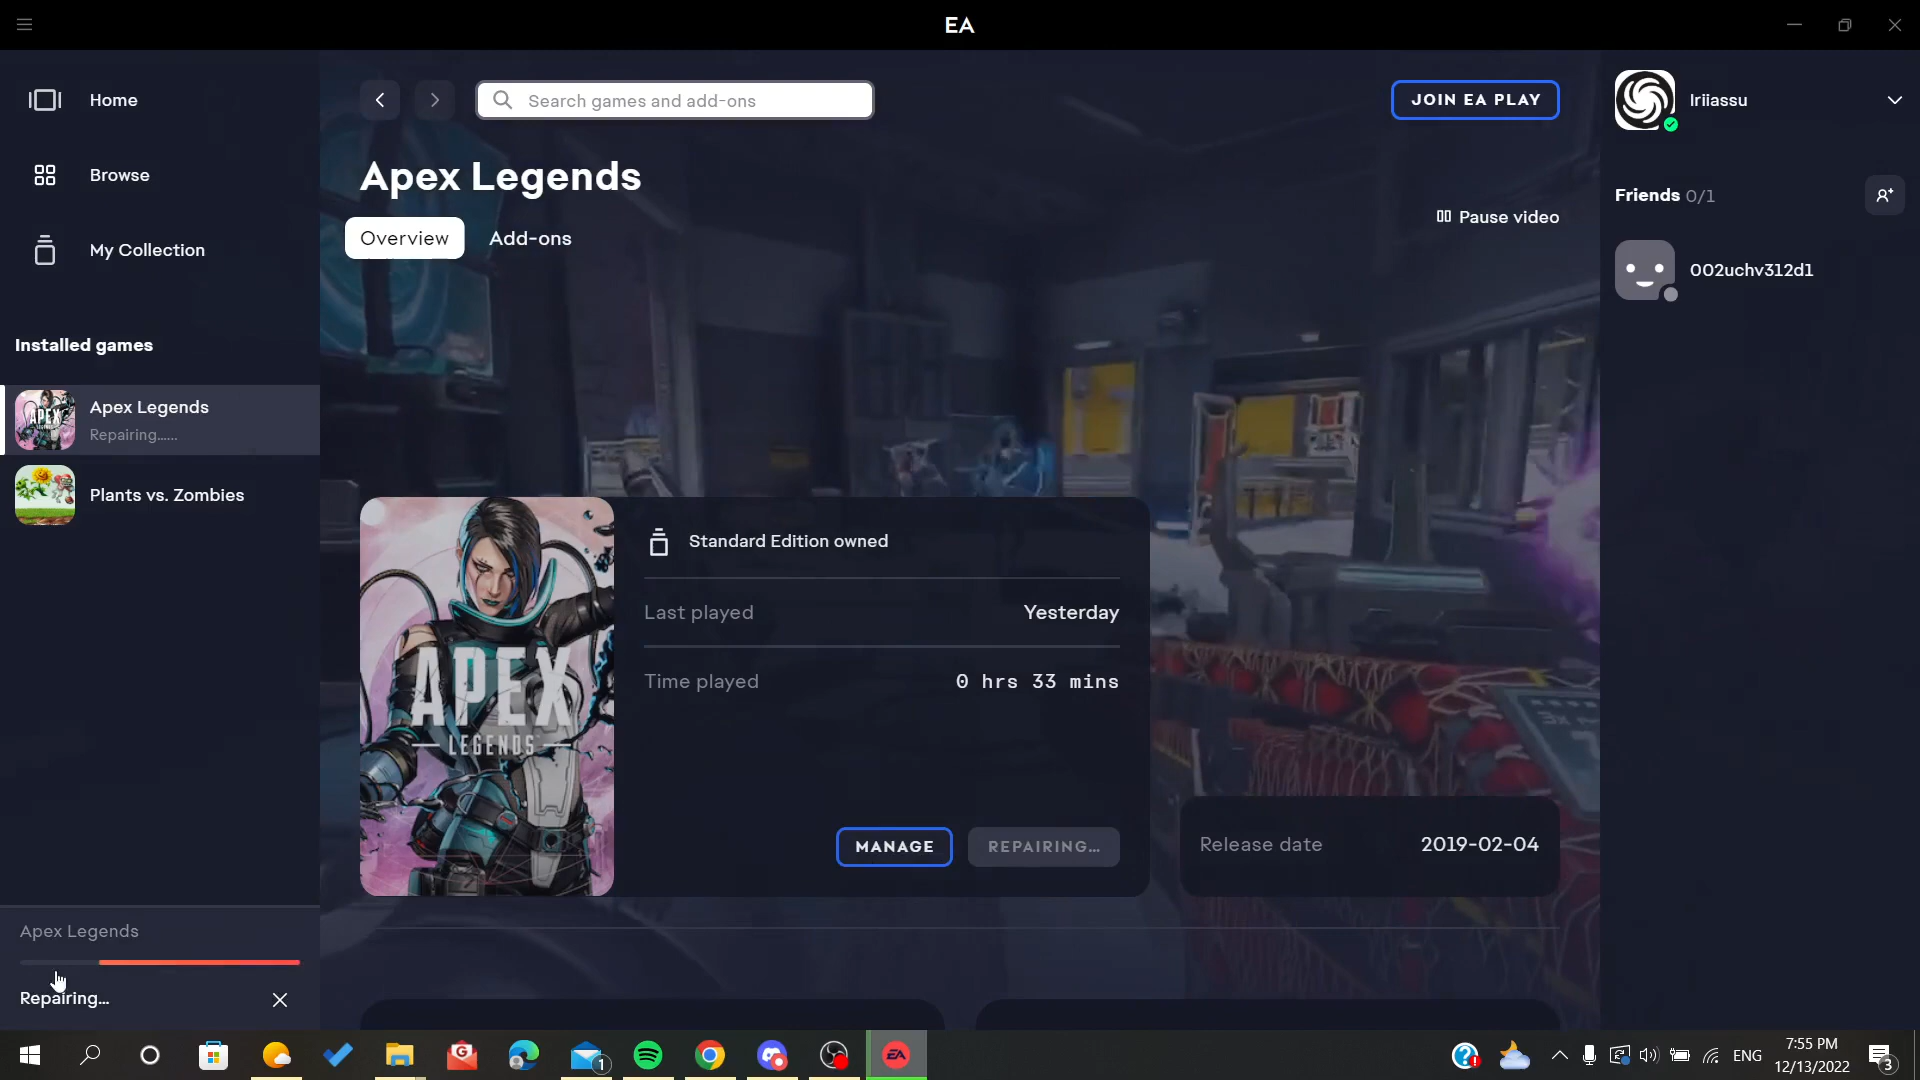 EA
Home
Browse
My Collection
Installed games
Apex Legends
Repairing......
Plants vs. Zombies
Apex Legends
Repairing...
Search games and add-ons
JOIN EA PLAY
Apex Legends
Pause video
Overview
Add-ons
APEX
LEGENDS
Standard Edition owned
Last played
Yesterday
Time played
0 hrs 33 mins
MANAGE
REPAIRING...
Release date
2019-02-04
Iriiassu
Friends 0/1
002uchv312d1
1
EA
ENG
7:55 PM
12/13/2022
3